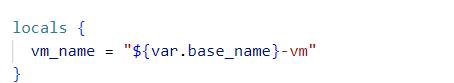 locals {
  vm_name = "${var.base_name}-vm"
}